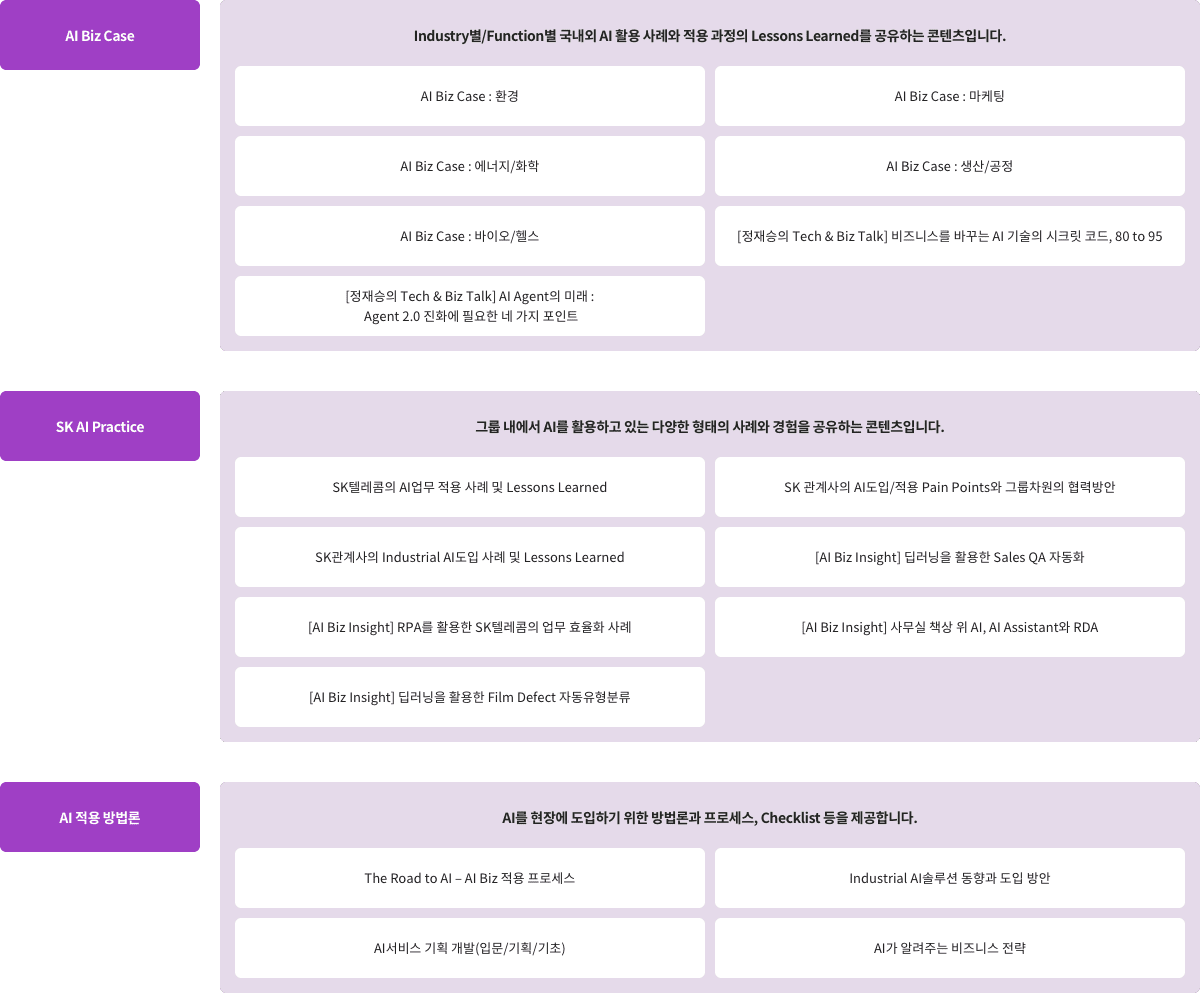 AI Biz Case
Industry별/Function별 국내외 AI 활용 사례와 적용 과정의 Lessons Learned를 공유하는 콘텐츠입니다.
AI Biz Case : 환경
AI Biz Case : 마케팅
AI Biz Case : 에너지/화학
AI Biz Case : 생산/공정
AI Biz Case : 바이오/헬스
[정재승의 Tech & Biz Talk] 비즈니스를 바꾸는 AI 기술의 시크릿 코드, 80 to 95
[정재승의 Tech & Biz Talk] AI Agent의 미래 :
Agent 2.0 진화에 필요한 네 가지 포인트
SK AI Practice
그룹 내에서 AI를 활용하고 있는 다양한 형태의 사례와 경험을 공유하는 콘텐츠입니다.
SK텔레콤의 AI업무 적용 사례 및 Lessons Learned
SK 관계사의 AI도입/적용 Pain Points와 그룹차원의 협력방안
SK관계사의 Industrial AI도입 사례 및 Lessons Learned
[AI Biz Insight] 딥러닝을 활용한 Sales QA 자동화
[AI Biz Insight] RPA를 활용한 SK텔레콤의 업무 효율화 사례
[AI Biz Insight] 사무실 책상 위 AI, AI Assistant와 RDA
[AI Biz Insight] 딥러닝을 활용한 Film Defect 자동유형분류
AI 적용 방법론
AI를 현장에 도입하기 위한 방법론과 프로세스, Checklist 등을 제공합니다.
The Road to AI – AI Biz 적용 프로세스
Industrial AI솔루션 동향과 도입 방안
AI서비스 기획 개발(입문/기획/기초)
AI가 알려주는 비즈니스 전략